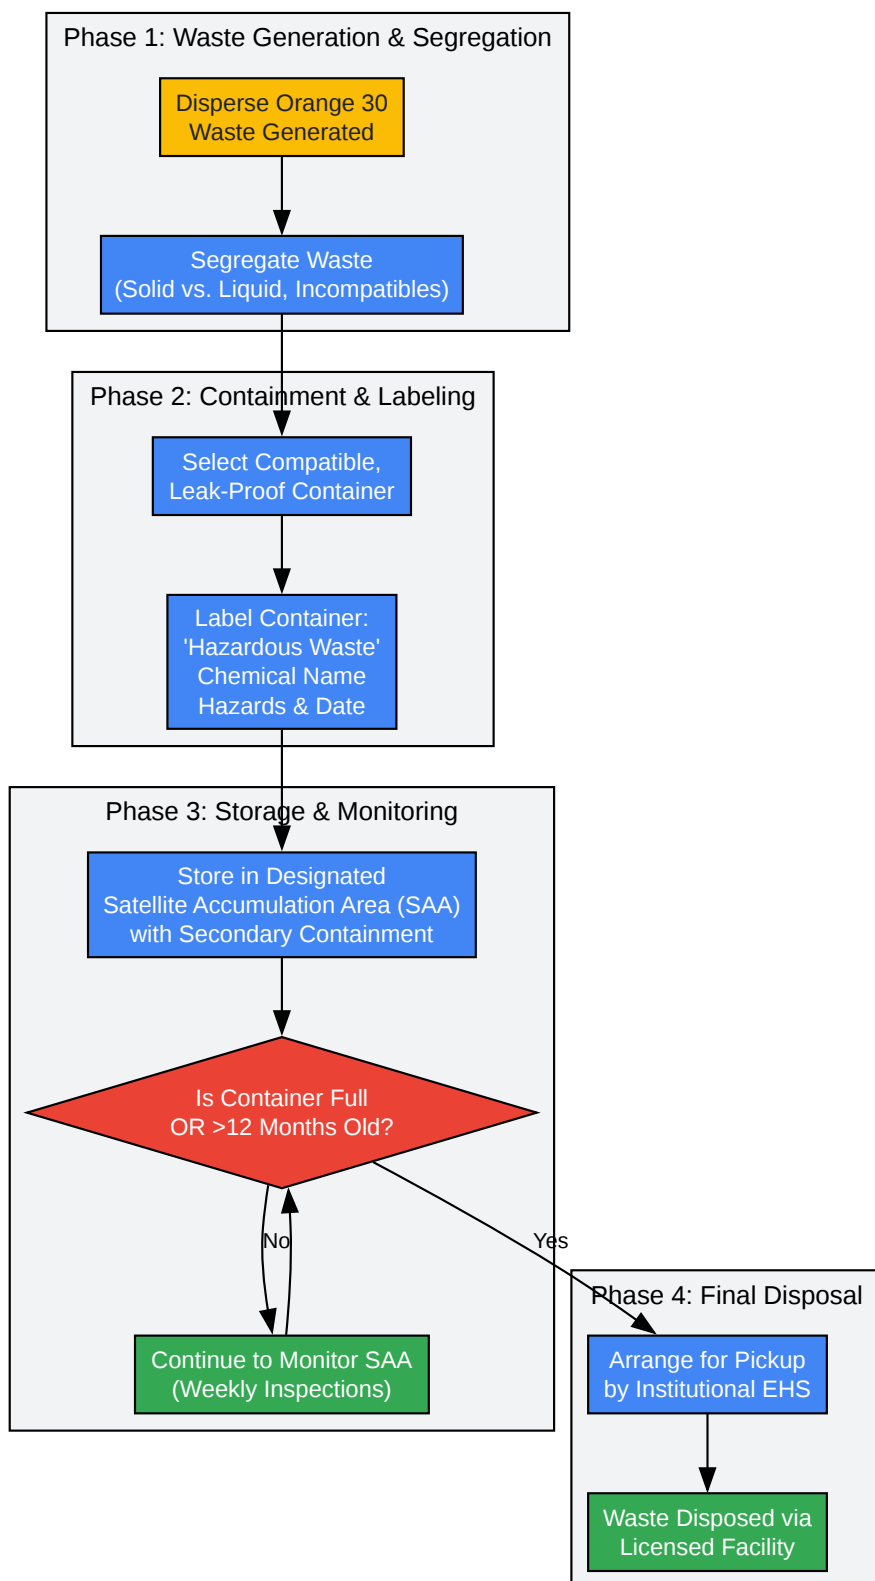 Phase 1: Waste Generation & Segregation
Disperse Orange 30
Waste Generated
Segregate Waste
(Solid vs. Liquid, Incompatibles)
Phase 2: Containment & Labeling
Select Compatible,
Leak-Proof Container
Label Container:
'Hazardous Waste'
Chemical Name
Hazards & Date
Phase 3: Storage & Monitoring
Store in Designated
Satellite Accumulation Area (SAA)
with Secondary Containment
Is Container Full
OR >12 Months Old?
No
Yes
Continue to Monitor SAA
(Weekly Inspections)
Phase 4: Final Disposal
Arrange for Pickup
by Institutional EHS
Waste Disposed via
Licensed Facility